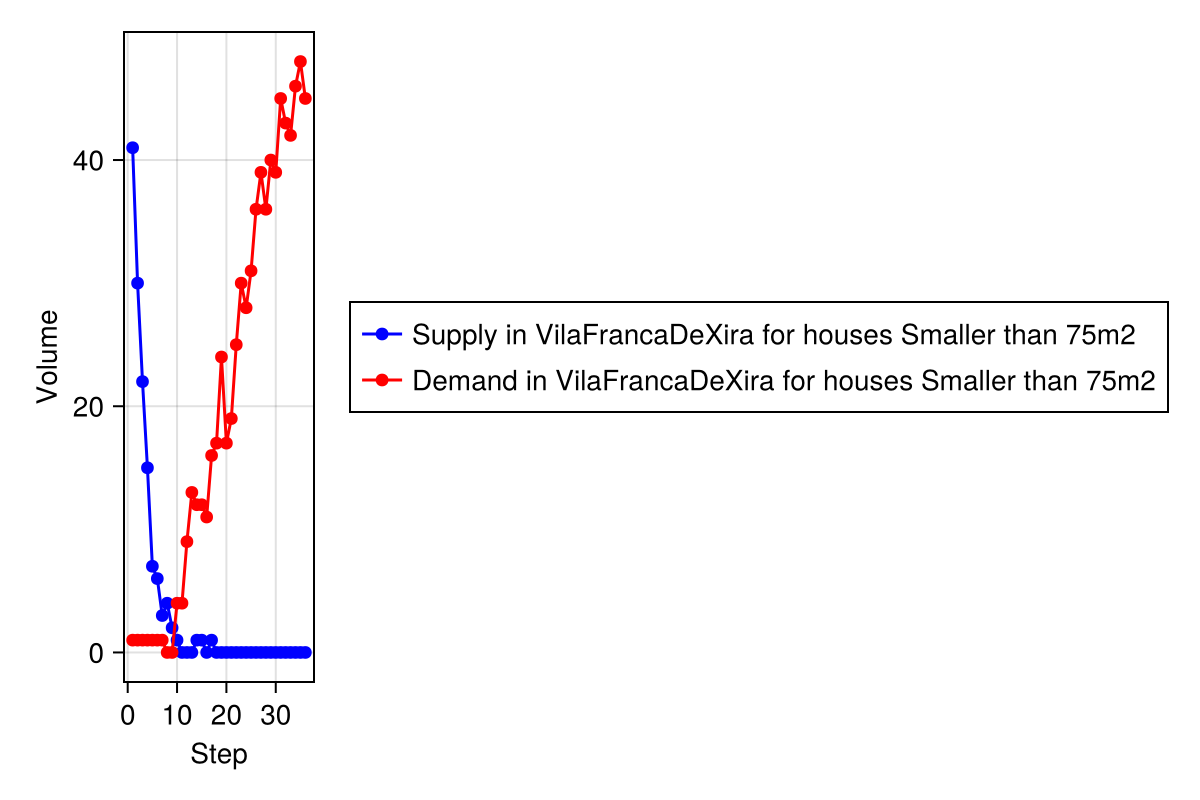 Volume
40
20
0
0 10 20 30
Step
Supply in VilaFrancaDeXira for houses Smaller than 75m2
Demand in VilaFrancaDeXira for houses Smaller than 75m2